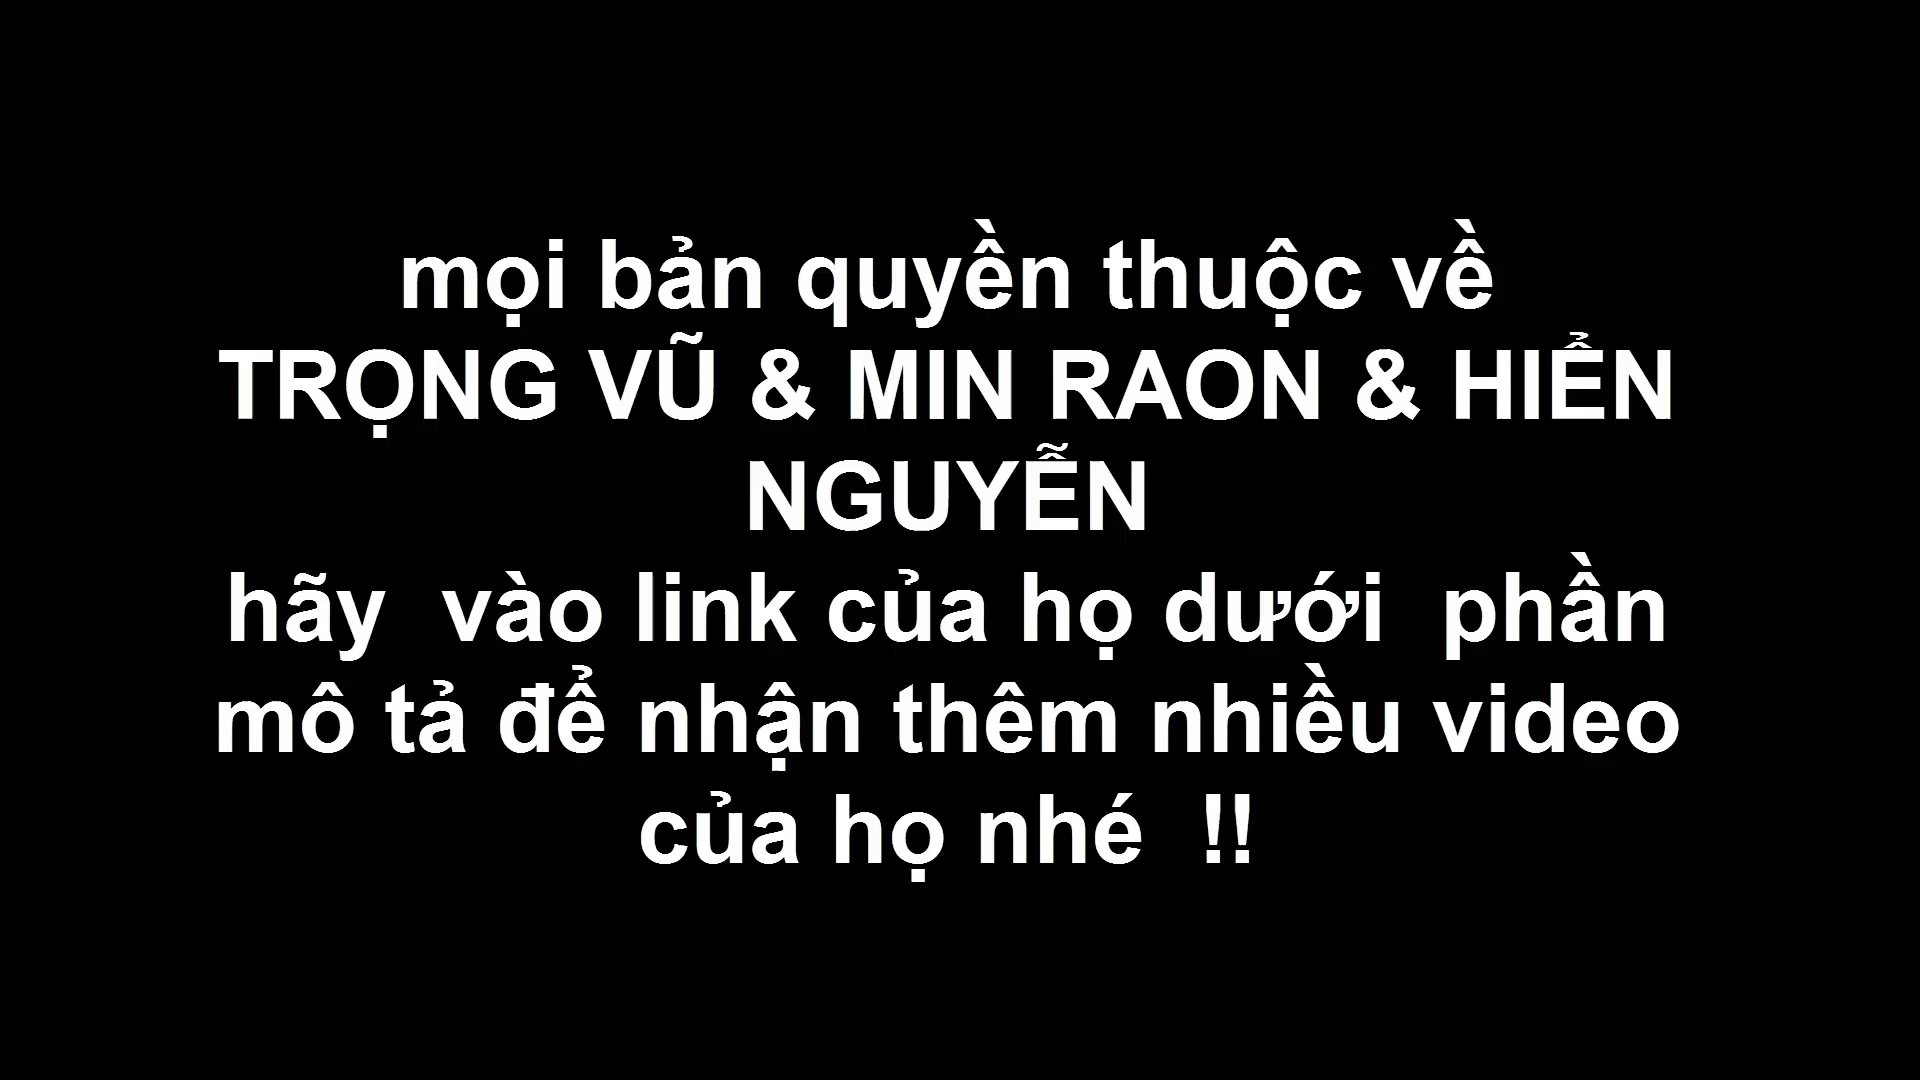 mọi bản quyền thuộc về
TRỌNG VŨ & MIN RAON & HIỂN
NGUYỄN
hãy  vào link của họ dưới  phần
mô tả để nhận thêm nhiều video
của họ nhé  !!